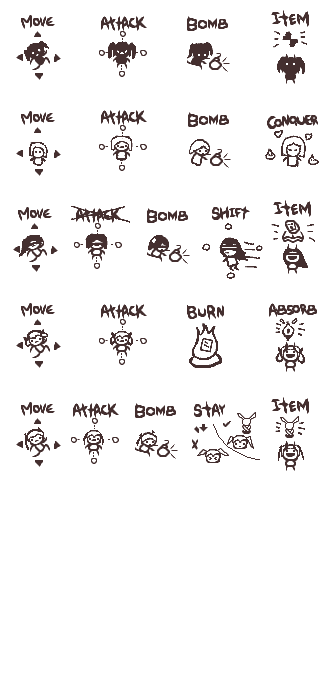 MOVE ATTACK BOMB ITEM
MOVE ATTACK BOMB CONQUER
MOVE ATTACK BOMB SHIFT ITEM
MOVE ATTACK BURN ABSORB
MOVE ATTACK BOMB STAY ITEM